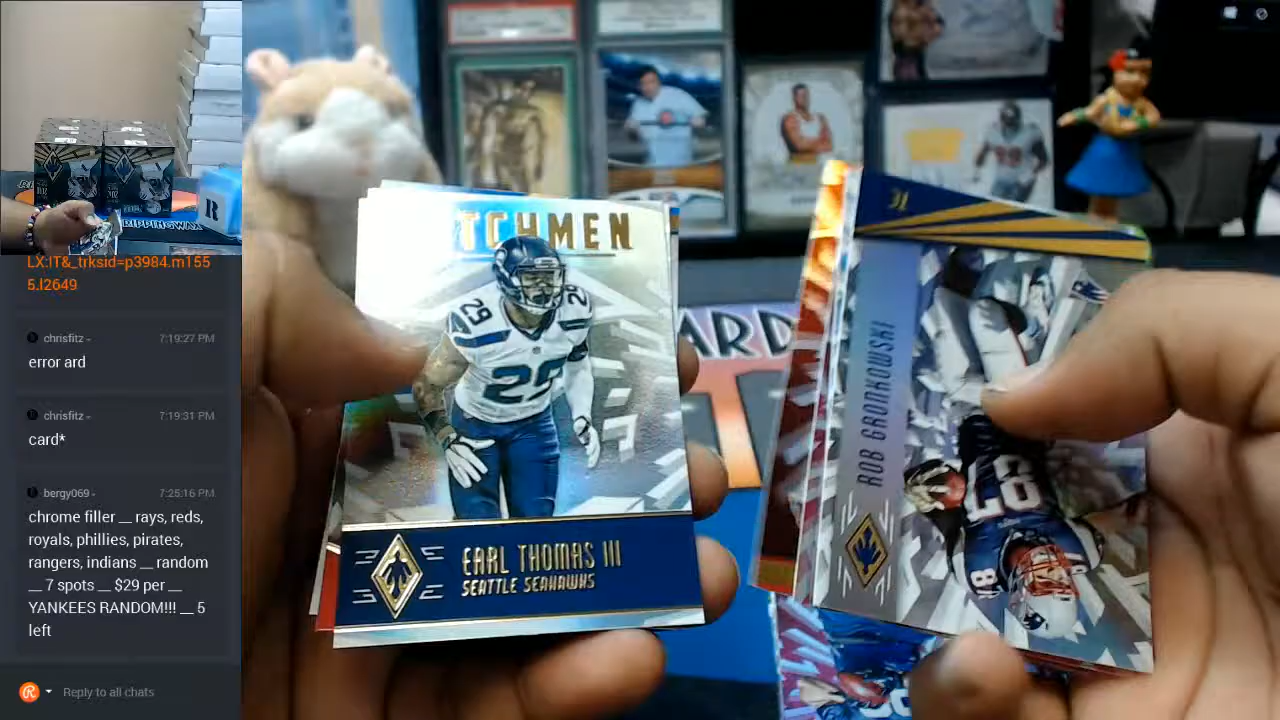 LX:IT&_trksid=p3984.m155
5.l2649
chrisfitz
7:19:27 PM
error ard
chrisfitz
7:19:31 PM
card*
bergy069
7:25:16 PM
chrome filler __ rays, reds,
royals, phillies, pirates,
rangers, indians __ random
__ 7 spots __ $29 per __
YANKEES RANDOM!!! __ 5
left
Reply to all chats
TCHMEN
29
29
EARL THOMAS III
SEATTLE SEAHAWKS
ROB GRONKOWSKI
87
ARD
R
RIPPINGWAX